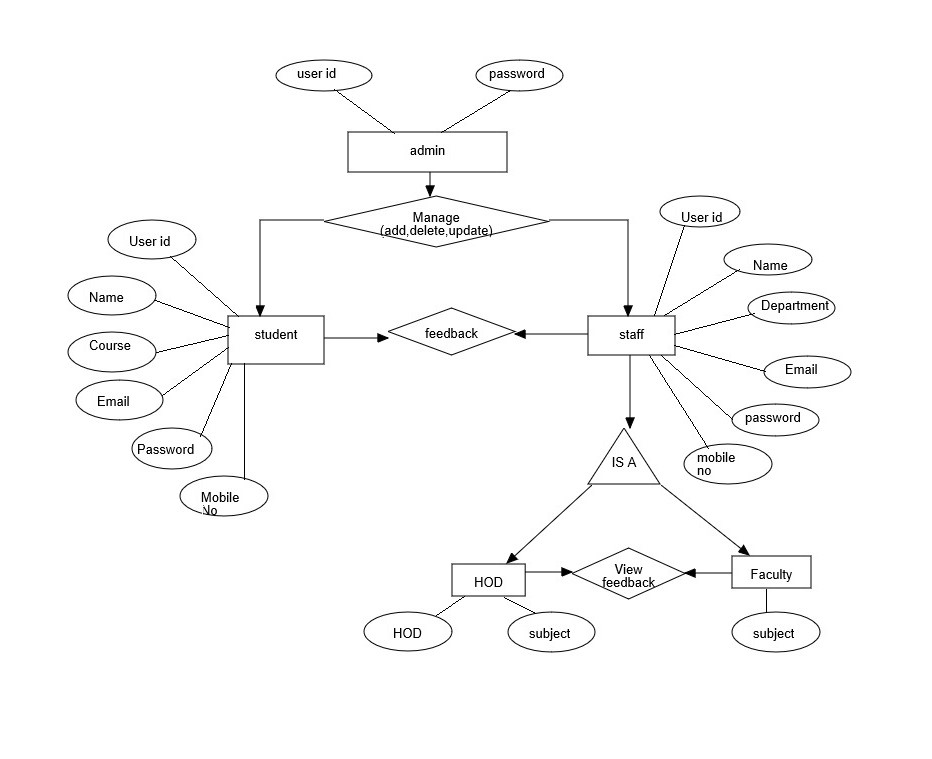 user id
password
admin
Manage
(add,delete,update)
User id
Name
Course
Email
Password
Mobile
No
student
feedback
staff
User id
Name
Department
Email
password
mobile
no
IS A
HOD
View
feedback
Faculty
HOD
subject
subject